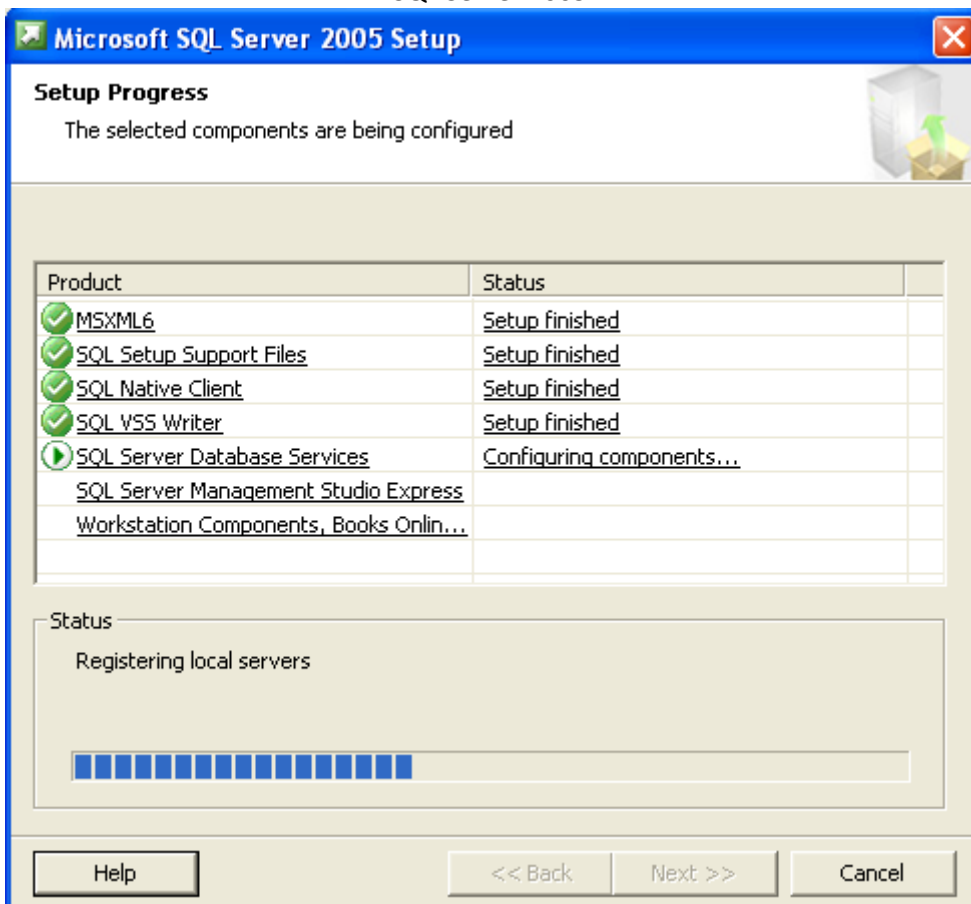 Microsoft SQL Server 2005 Setup
Setup Progress
The selected components are being configured
Product Status
MSXML6 Setup finished
SQL Setup Support Files Setup finished
SQL Native Client Setup finished
SQL VSS Writer Setup finished
SQL Server Database Services Configuring components...
SQL Server Management Studio Express
Workstation Components, Books Onlin...
Status
Registering local servers
Help << Back Next >> Cancel